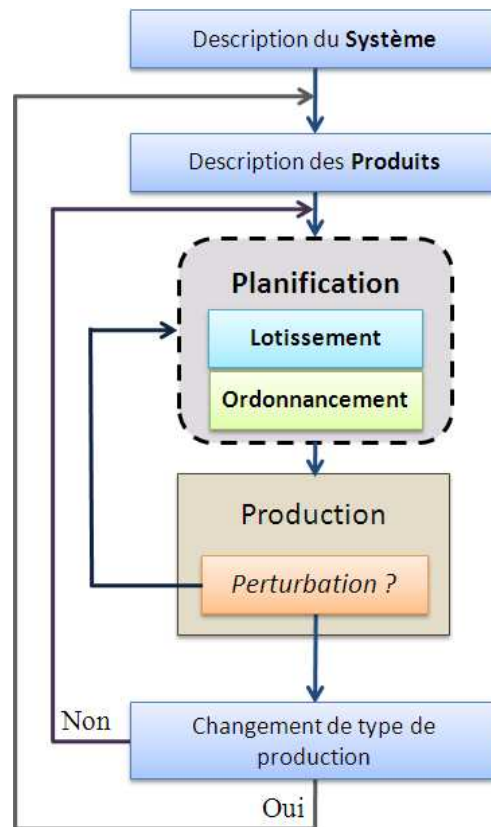 Description du Système
Description des Produits
Planification
Lotissement
Ordonnancement
Production
Perturbation ?
Non
Changement de type de
production
Oui